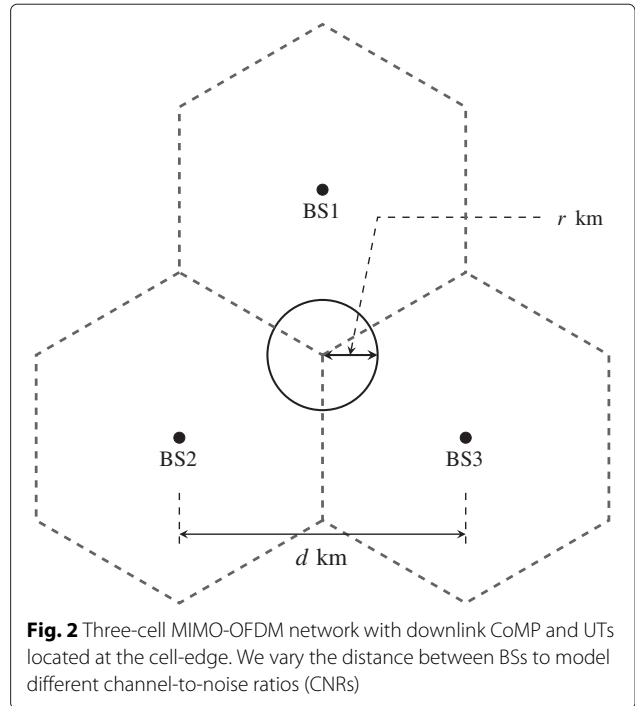 BS1
r km
BS2
BS3
d km
Fig. 2 Three-cell MIMO-OFDM network with downlink CoMP and UTs
located at the cell-edge. We vary the distance between BSs to model
different channel-to-noise ratios (CNRs)